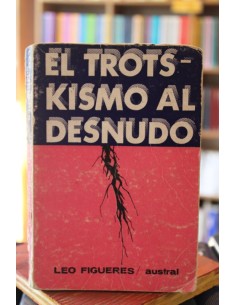 EL TROTS-
KISMO AL
DESNUDO
LEO FIGUERES / austral